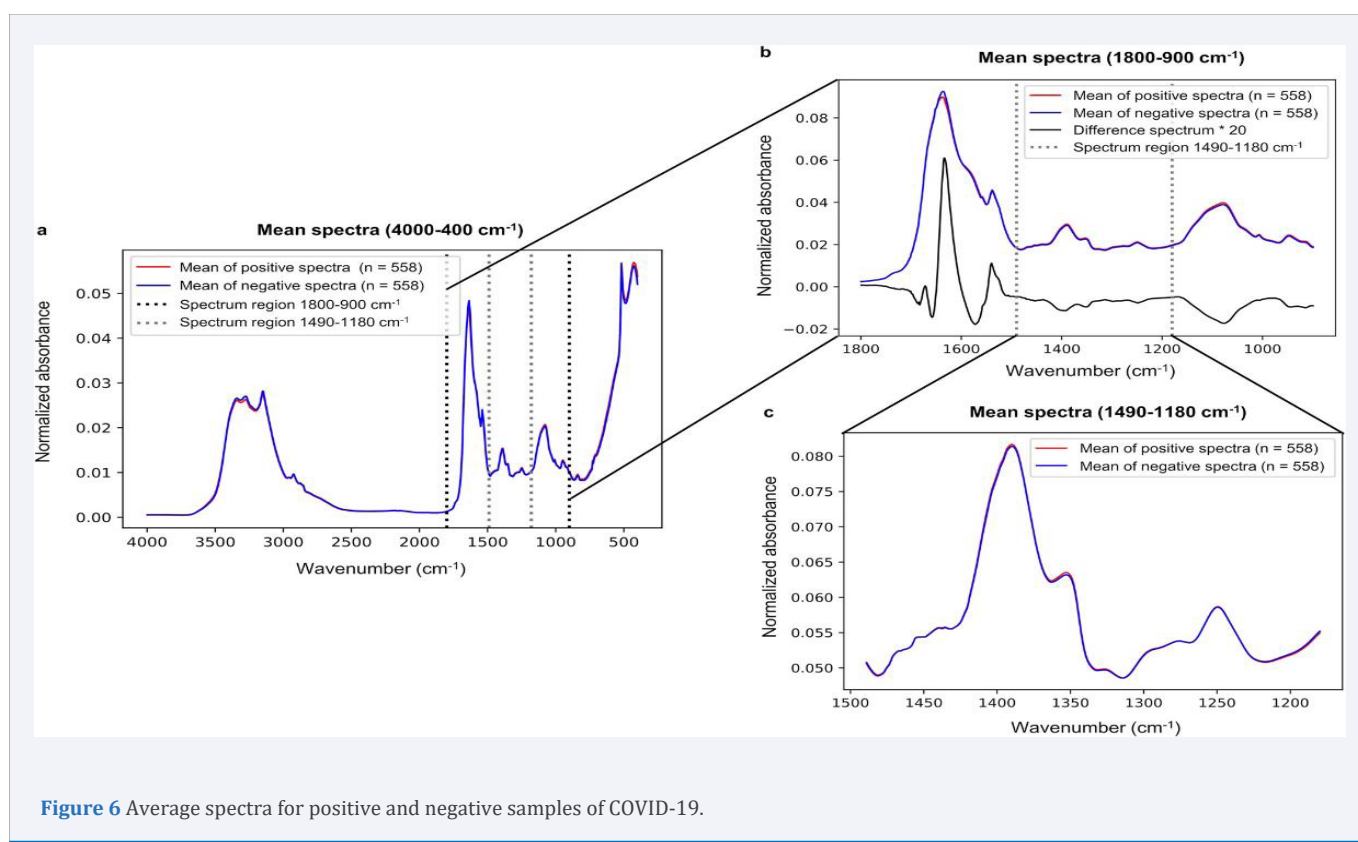 a
Mean spectra (4000-400 cm⁻¹)
Mean of positive spectra (n = 558)
Mean of negative spectra (n = 558)
Spectrum region 1800-900 cm⁻¹
Spectrum region 1490-1180 cm⁻¹
Normalized absorbance
0.05
0.04
0.03
0.02
0.01
0.00
4000 3500 3000 2500 2000 1500 1000 500
Wavenumber (cm⁻¹)
b
Mean spectra (1800-900 cm⁻¹)
Mean of positive spectra (n = 558)
Mean of negative spectra (n = 558)
Difference spectrum * 20
Spectrum region 1490-1180 cm⁻¹
Normalized absorbance
0.08
0.06
0.04
0.02
0.00
−0.02
1800 1600 1400 1200 1000
Wavenumber (cm⁻¹)
c
Mean spectra (1490-1180 cm⁻¹)
Mean of positive spectra (n = 558)
Mean of negative spectra (n = 558)
Normalized absorbance
0.080
0.075
0.070
0.065
0.060
0.055
0.050
1500 1450 1400 1350 1300 1250 1200
Wavenumber (cm⁻¹)
Figure 6 Average spectra for positive and negative samples of COVID-19.